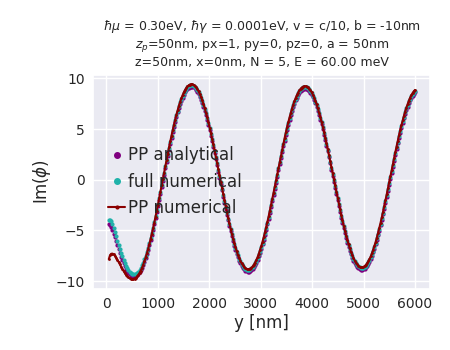 ħμ = 0.30eV, ħγ = 0.0001eV, v = c/10, b = -10nm
zₚ=50nm, px=1, py=0, pz=0, a = 50nm
z=50nm, x=0nm, N = 5, E = 60.00 meV
Im(ϕ)
10
5
0
−5
−10
PP analytical
full numerical
PP numerical
0 1000 2000 3000 4000 5000 6000
y [nm]